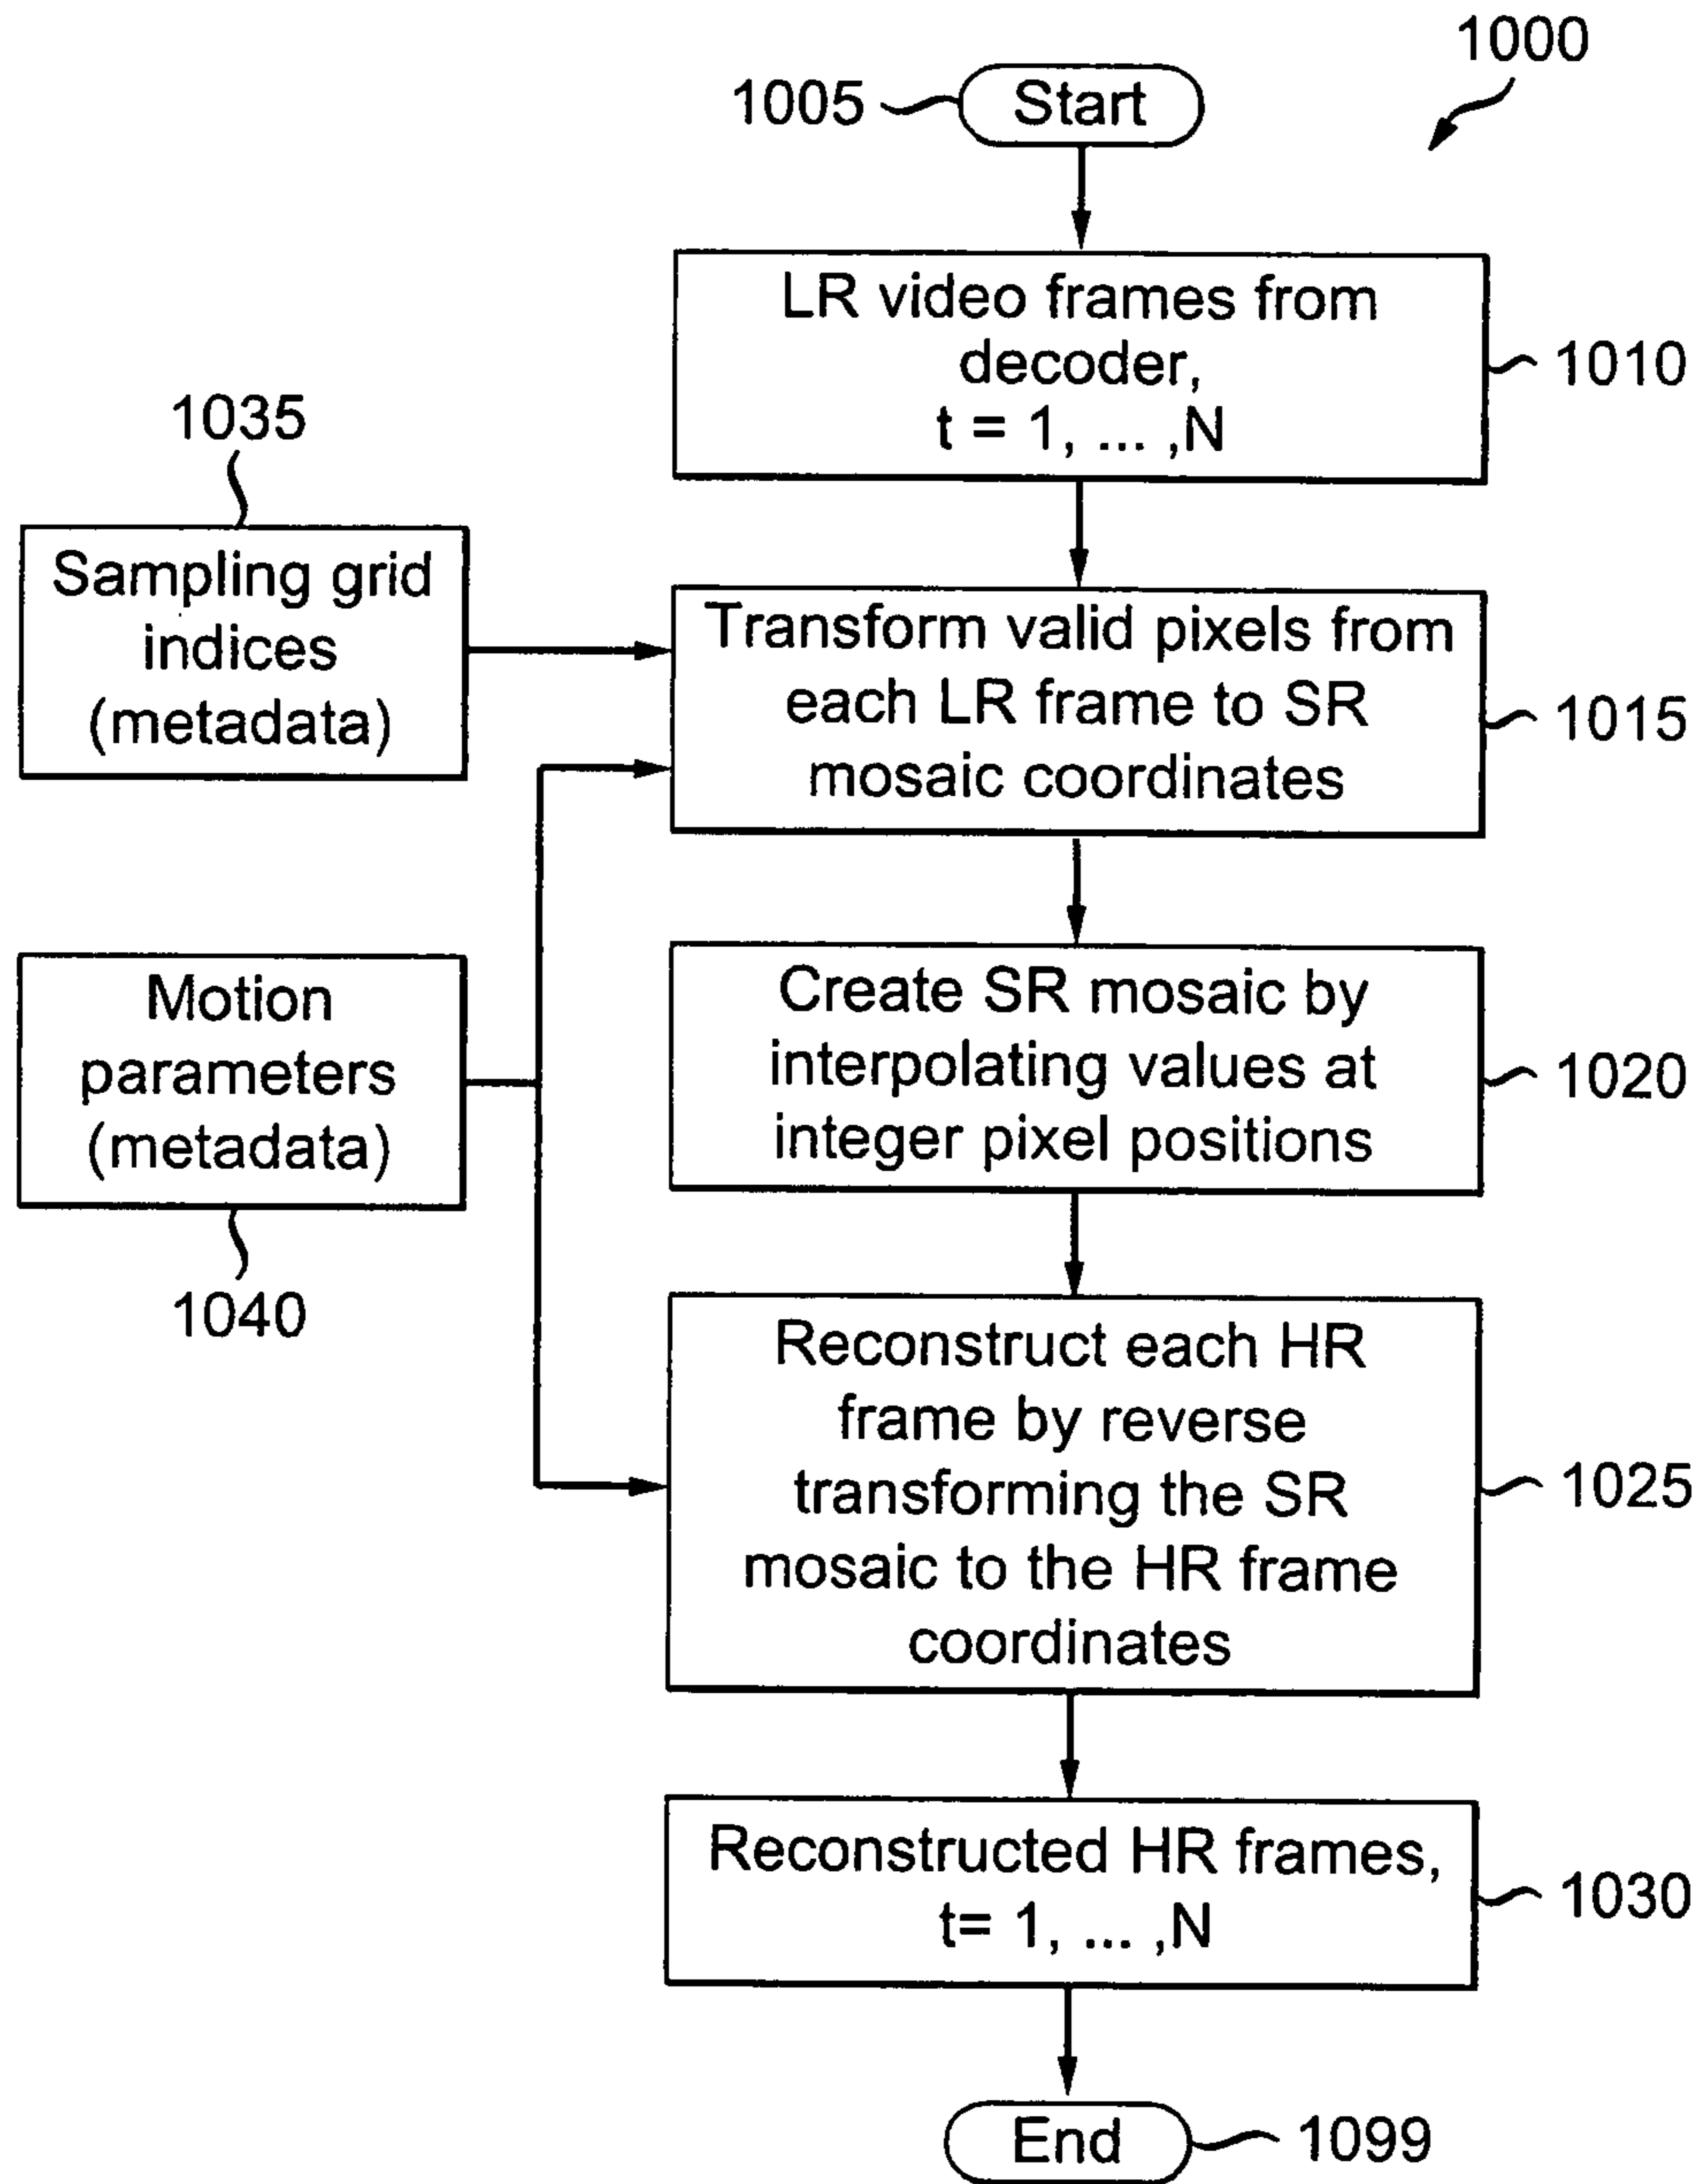 1000
1005
Start
LR video frames from
decoder,
t = 1, ... ,N
1010
1035
Sampling grid
indices
(metadata)
Transform valid pixels from
each LR frame to SR
mosaic coordinates
1015
Motion
parameters
(metadata)
1040
Create SR mosaic by
interpolating values at
integer pixel positions
1020
Reconstruct each HR
frame by reverse
transforming the SR
mosaic to the HR frame
coordinates
1025
Reconstructed HR frames,
t= 1, ... ,N
1030
End
1099